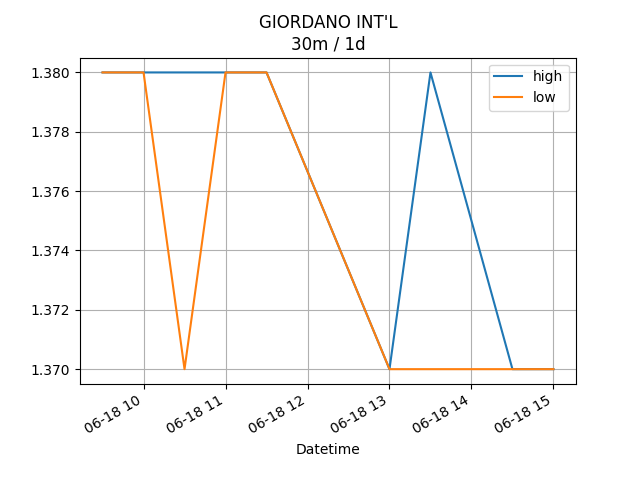 GIORDANO INT'L
30m / 1d
high
low
1.380
1.378
1.376
1.374
1.372
1.370
06-18 10
06-18 11
06-18 12
06-18 13
06-18 14
06-18 15
Datetime